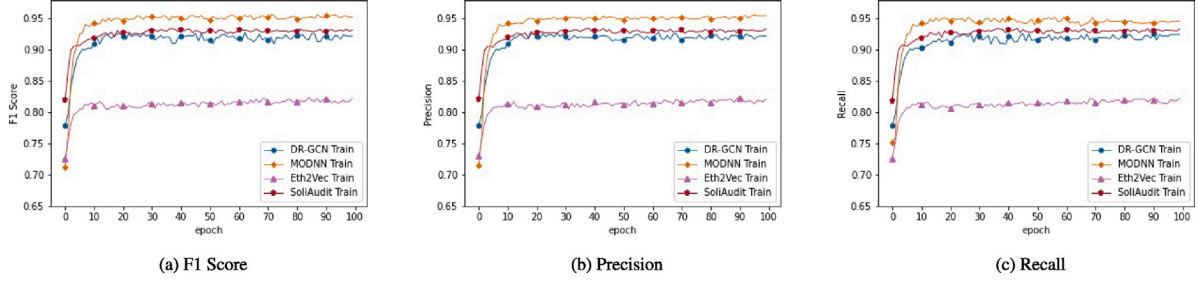 0.95
0.90
0.85
0.80
0.75
0.70
0.65
F1 Score
DR-GCN Train
MODNN Train
Eth2Vec Train
SoliAudit Train
0 10 20 30 40 50 60 70 80 90 100
epoch
(a) F1 Score
0.95
0.90
0.85
0.80
0.75
0.70
0.65
Precision
DR-GCN Train
MODNN Train
Eth2Vec Train
SoliAudit Train
0 10 20 30 40 50 60 70 80 90 100
epoch
(b) Precision
0.95
0.90
0.85
0.80
0.75
0.70
0.65
Recall
DR-GCN Train
MODNN Train
Eth2Vec Train
SoliAudit Train
0 10 20 30 40 50 60 70 80 90 100
epoch
(c) Recall